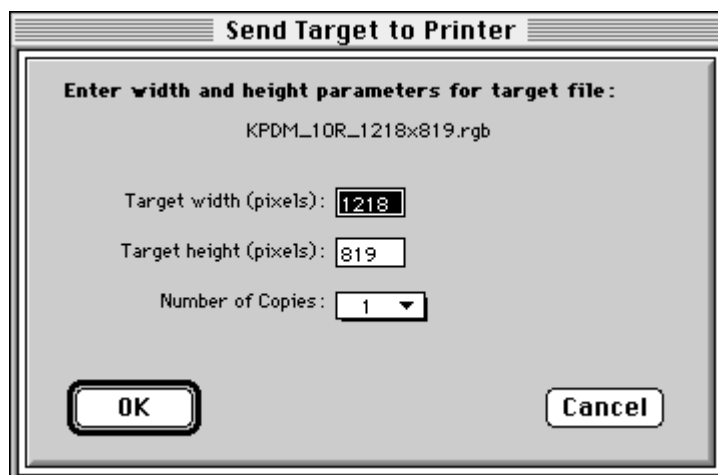 Send Target to Printer
Enter width and height parameters for target file:
KPDM_10R_1218x819.rgb
Target width (pixels): 1218
Target height (pixels): 819
Number of Copies: 1
OK Cancel